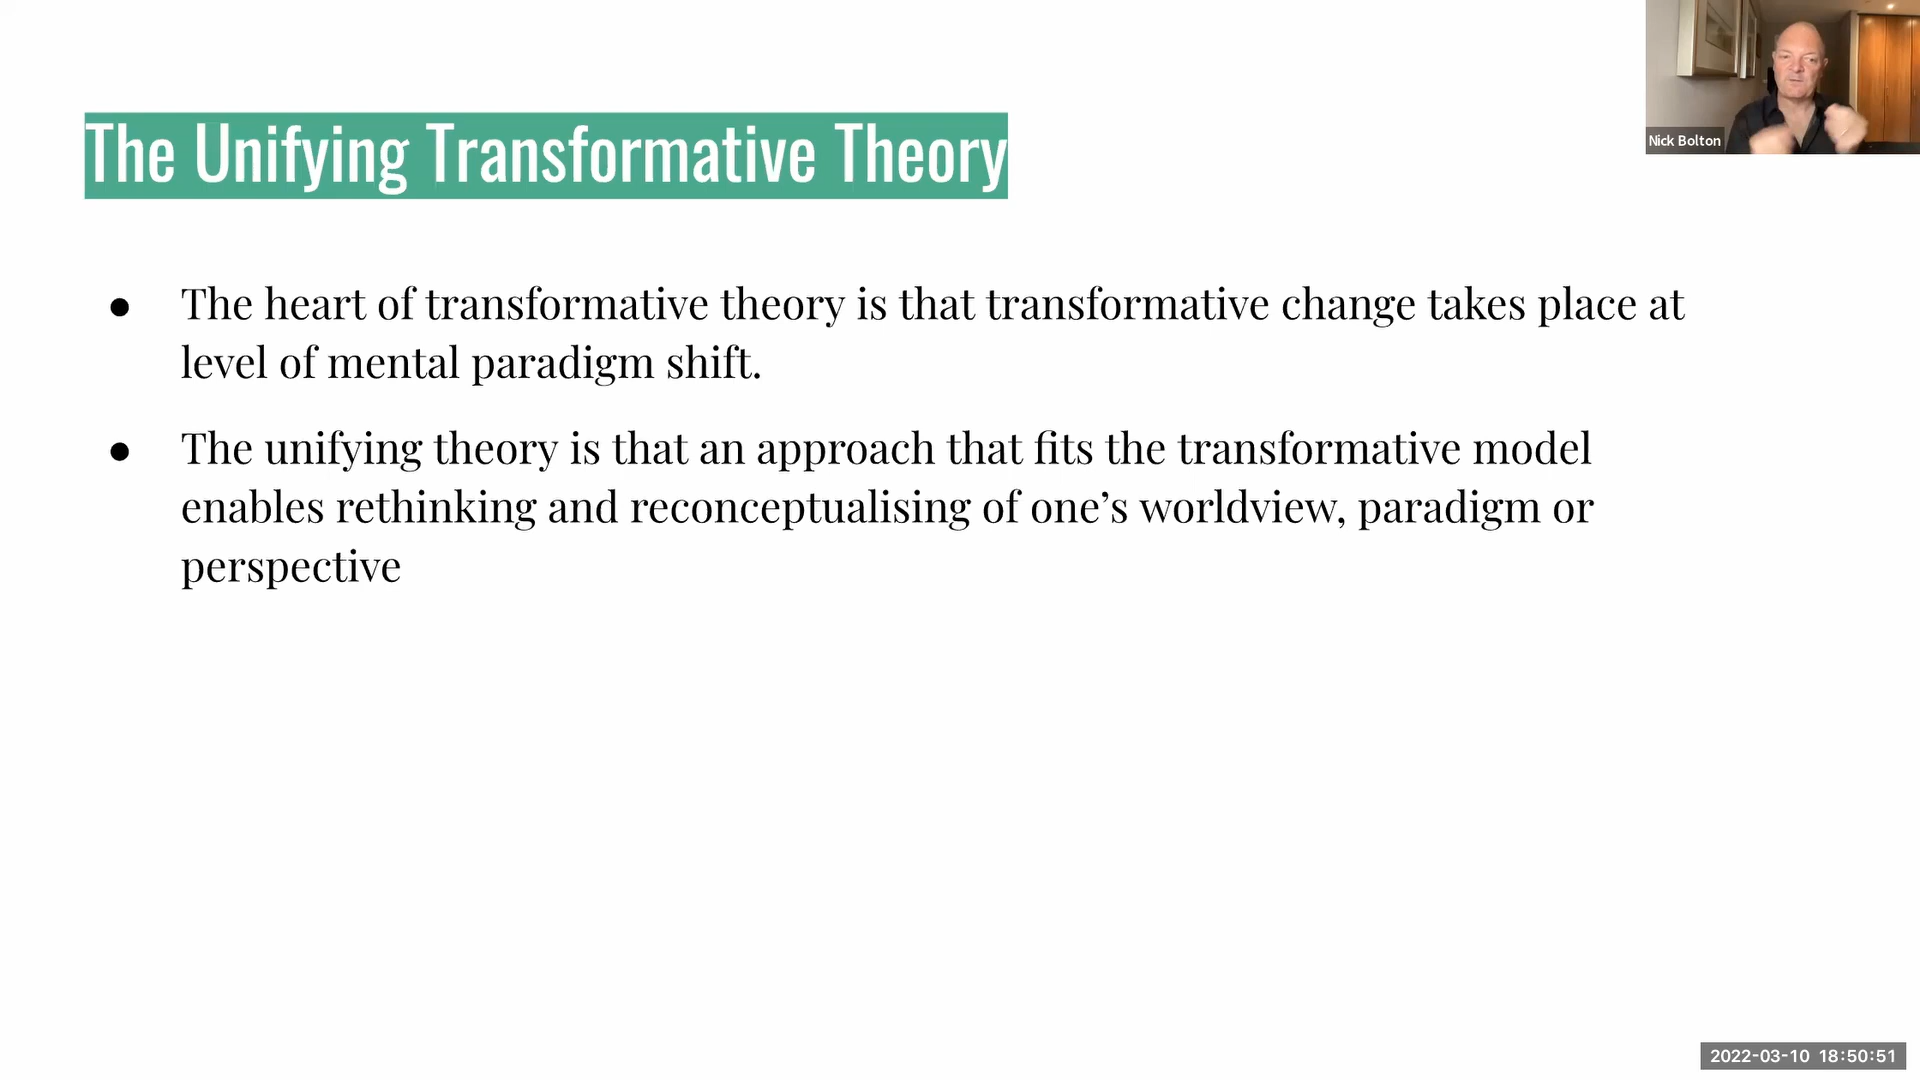 The Unifying Transformative Theory
● The heart of transformative theory is that transformative change takes place at
level of mental paradigm shift.
● The unifying theory is that an approach that fits the transformative model
enables rethinking and reconceptualising of one’s worldview, paradigm or
perspective
Nick Bolton
2022-03-10 18:50:51